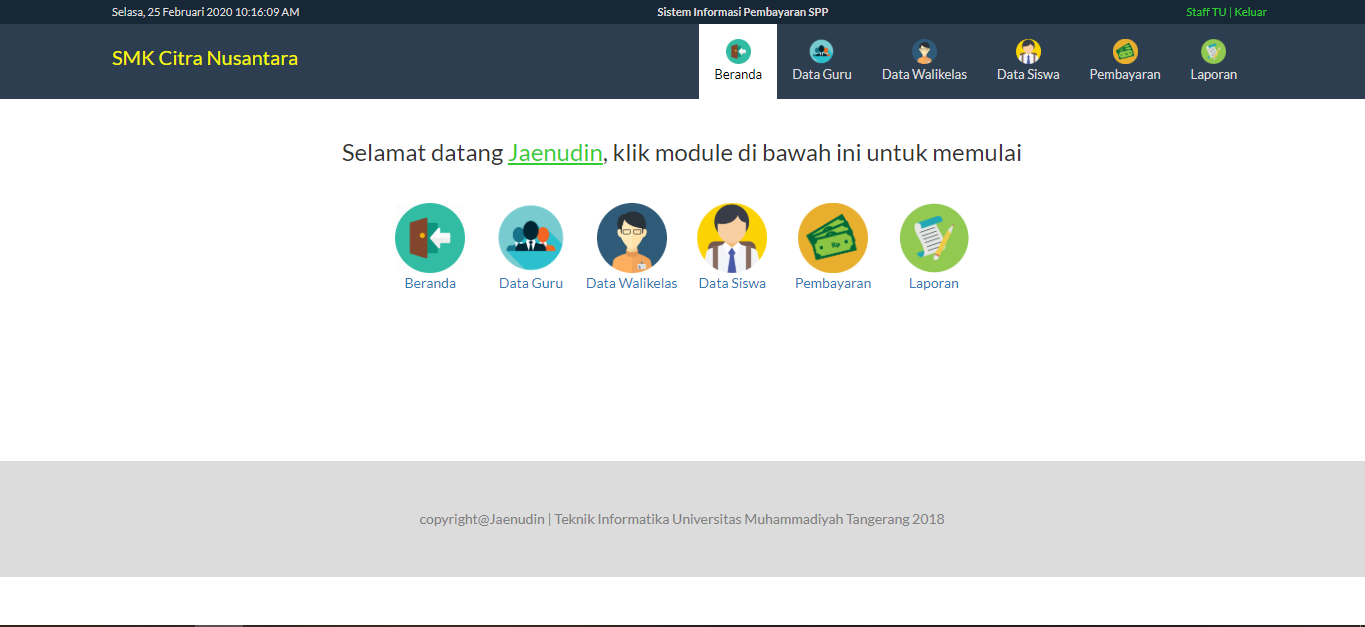 Selasa, 25 Februari 2020 10:16:09 AM
Sistem Informasi Pembayaran SPP
Staff TU | Keluar
SMK Citra Nusantara
Beranda
Data Guru
Data Walikelas
Data Siswa
Pembayaran
Laporan
Selamat datang Jaenudin, klik module di bawah ini untuk memulai
Rp
Beranda
Data Guru
Data Walikelas
Data Siswa
Pembayaran
Laporan
copyright@Jaenudin | Teknik Informatika Universitas Muhammadiyah Tangerang 2018